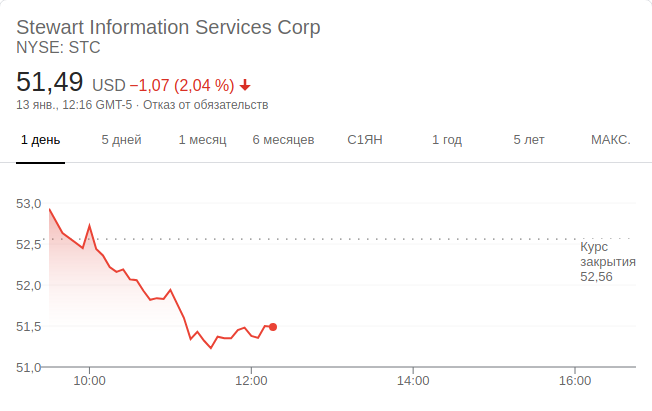 Stewart Information Services Corp
NYSE: STC
51,49 USD −1,07 (2,04 %)
13 янв., 12:16 GMT-5 · Отказ от обязательств
1 день 5 дней 1 месяц 6 месяцев С1ЯН 1 год 5 лет МАКС.
53,0
52,5
Курс
закрытия
52,56
52,0
51,5
51,0
10:00 12:00 14:00 16:00